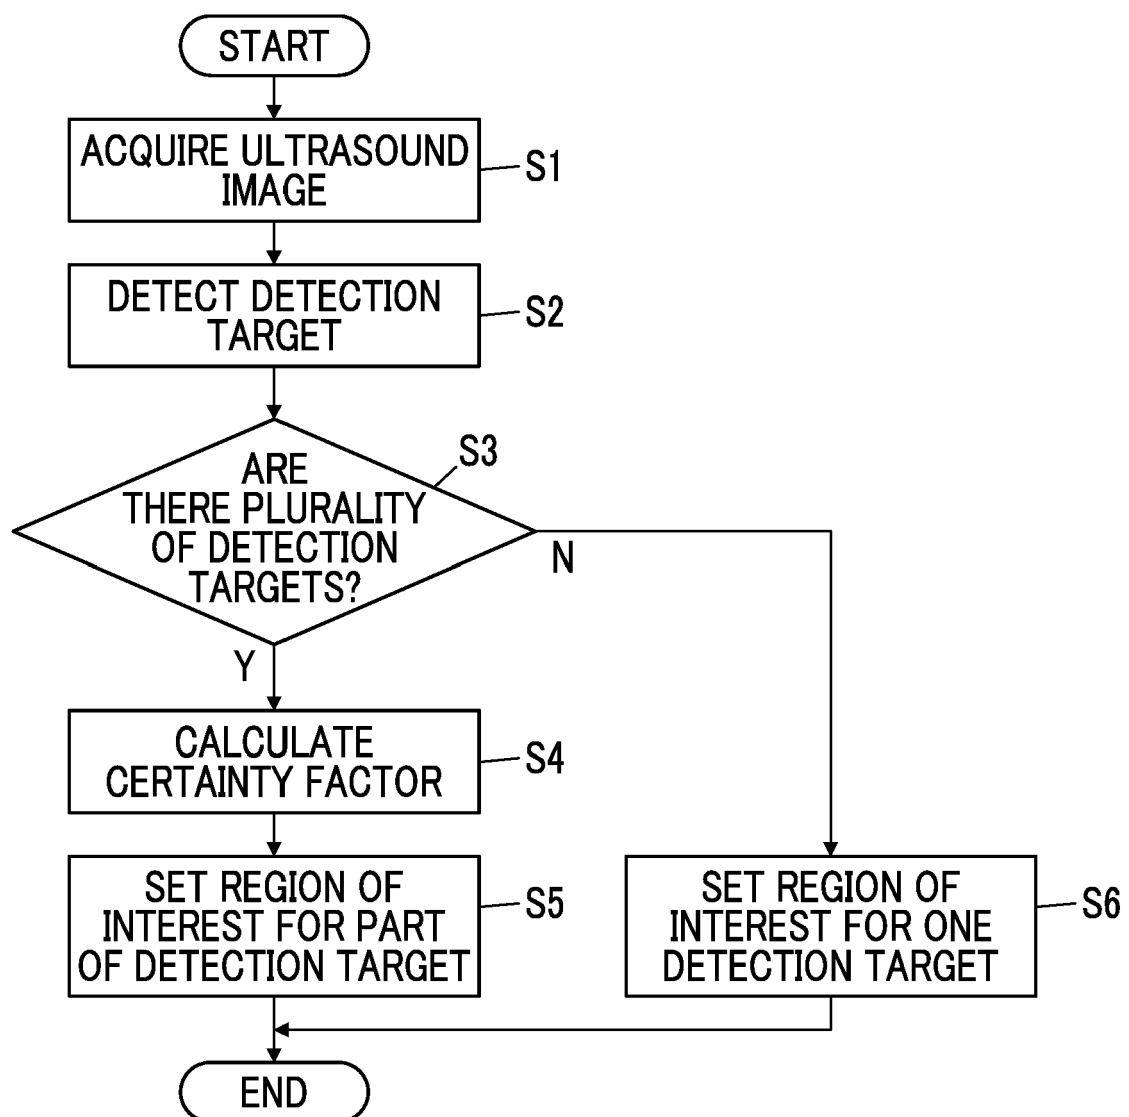 START
ACQUIRE ULTRASOUND
IMAGE
S1
DETECT DETECTION
TARGET
S2
ARE
THERE PLURALITY
OF DETECTION
TARGETS?
S3
N
Y
CALCULATE
CERTAINTY FACTOR
S4
SET REGION OF
INTEREST FOR PART
OF DETECTION TARGET
S5
SET REGION OF
INTEREST FOR ONE
DETECTION TARGET
S6
END